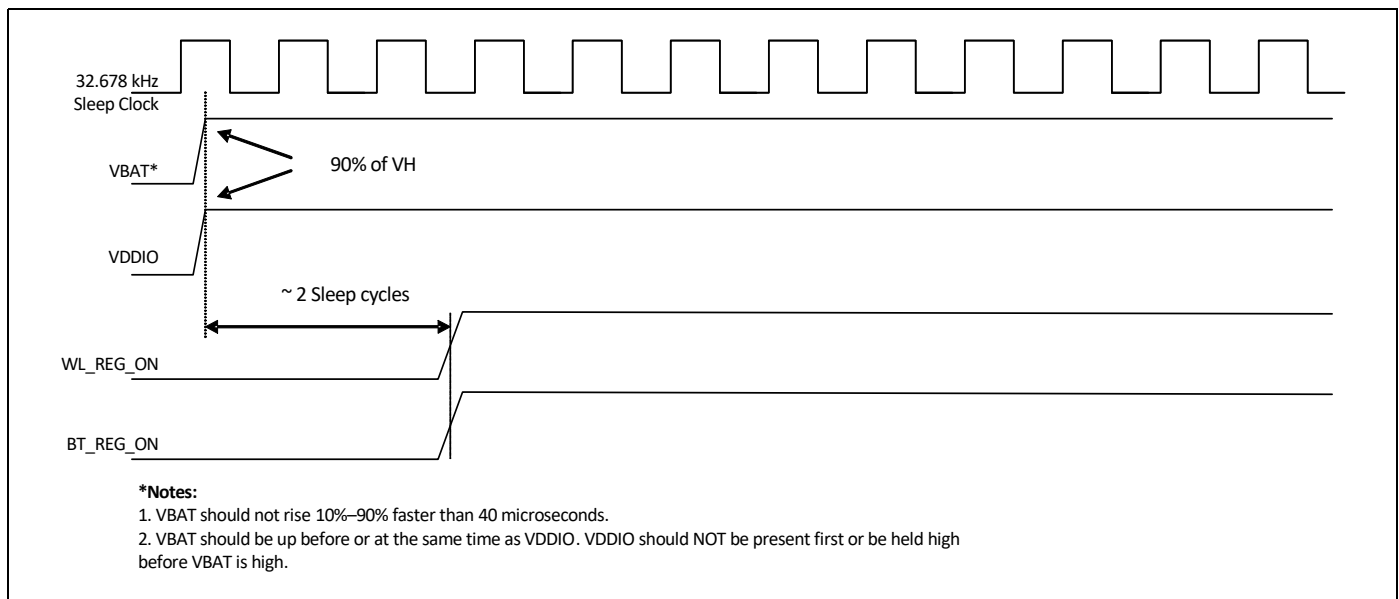 32.678 kHz
Sleep Clock
VBAT*
90% of VH
VDDIO
~ 2 Sleep cycles
WL_REG_ON
BT_REG_ON
*Notes:
1. VBAT should not rise 10%–90% faster than 40 microseconds.
2. VBAT should be up before or at the same time as VDDIO. VDDIO should NOT be present first or be held high
before VBAT is high.